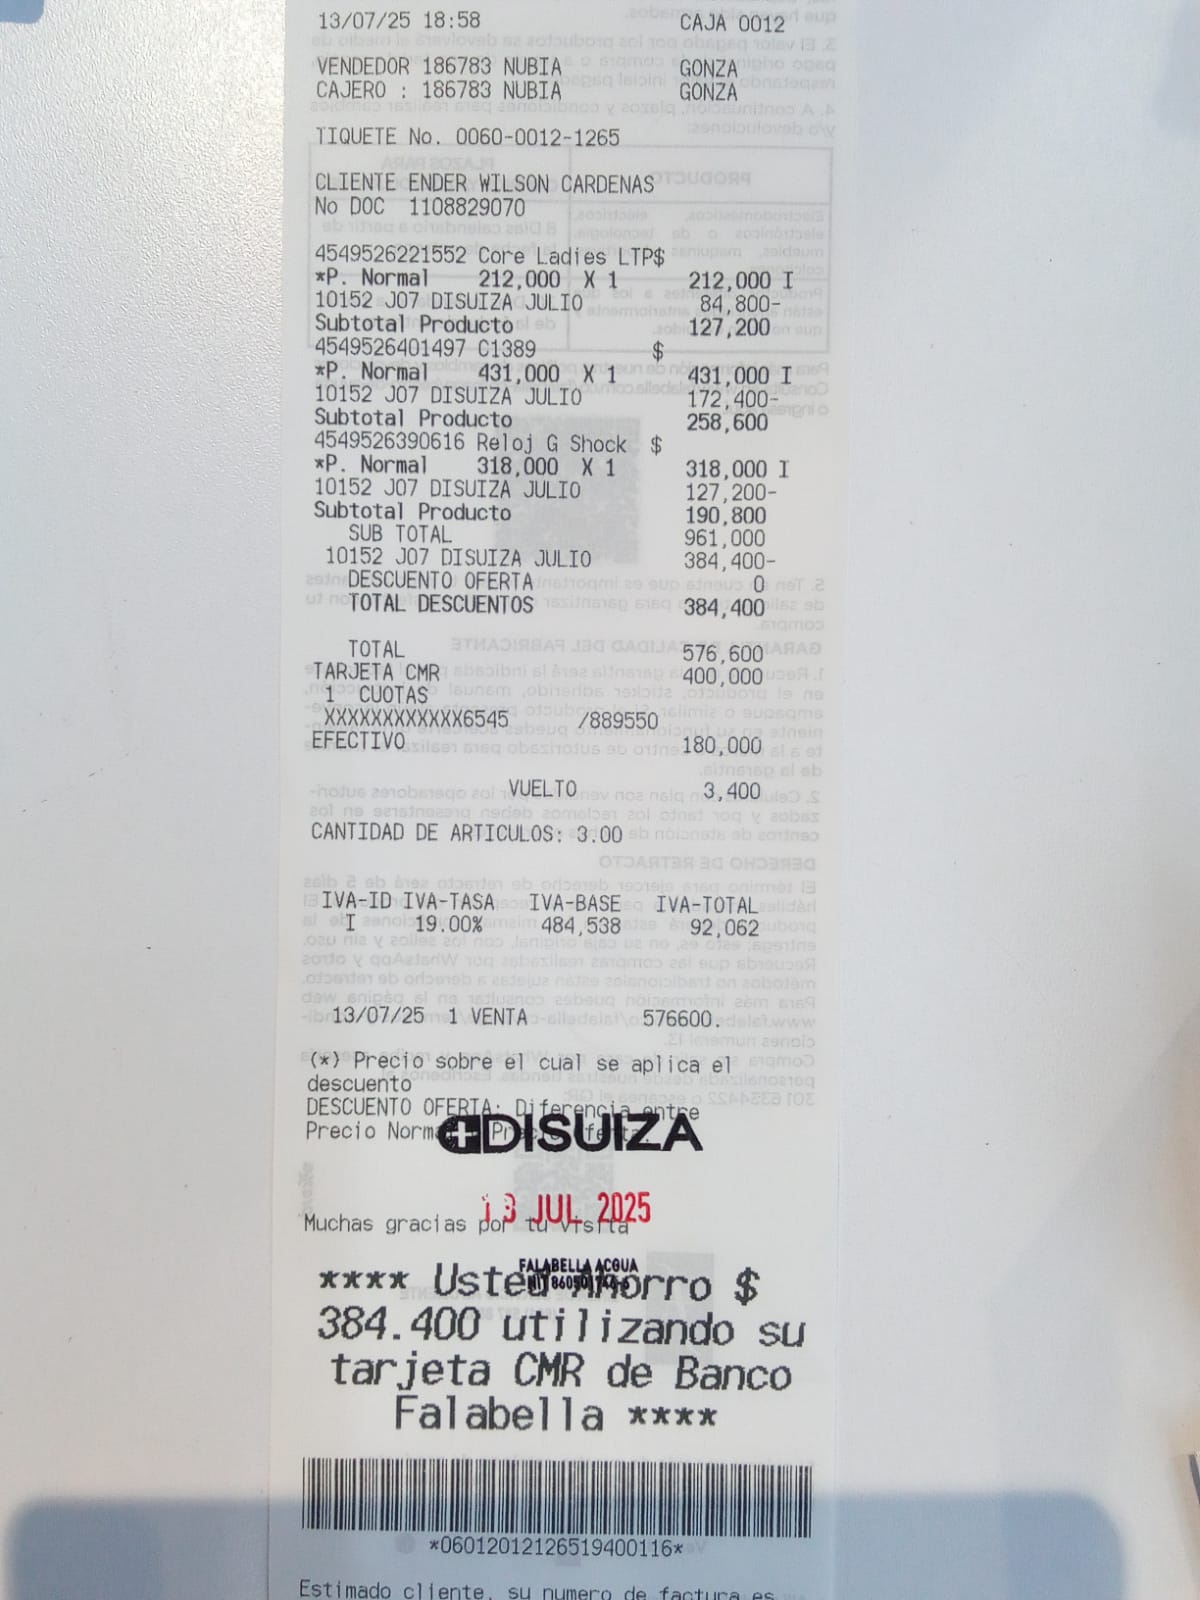 13/07/25 18:58 CAJA 0012
VENDEDOR 186783 NUBIA GONZA
CAJERO : 186783 NUBIA GONZA
TIQUETE No. 0060-0012-1265
CLIENTE ENDER WILSON CARDENAS
No DOC 1108829070
4549526221552 Core Ladies LTP$
*P. Normal 212,000 X 1 212,000 I
10152 J07 DISUIZA JULIO 84,800-
Subtotal Producto 127,200
4549526401497 C1389 $
*P. Normal 431,000 X 1 431,000 I
10152 J07 DISUIZA JULIO 172,400-
Subtotal Producto 258,600
4549526390616 Reloj G Shock $
*P. Normal 318,000 X 1 318,000 I
10152 J07 DISUIZA JULIO 127,200-
Subtotal Producto 190,800
SUB TOTAL 961,000
10152 J07 DISUIZA JULIO 384,400-
DESCUENTO OFERTA 0
TOTAL DESCUENTOS 384,400
TOTAL 576,600
TARJETA CMR 400,000
1 CUOTAS
XXXXXXXXXXXX6545 /889550
EFECTIVO 180,000
VUELTO 3,400
CANTIDAD DE ARTICULOS: 3.00
IVA-ID IVA-TASA IVA-BASE IVA-TOTAL
I 19.00% 484,538 92,062
13/07/25 1 VENTA 576600.
(*) Precio sobre el cual se aplica el
descuento
DESCUENTO OFERTA: Diferencia entre
Precio
DISUIZA
13 JUL 2025
Muchas gracias por tu visita
FALABELLA ACQUA
**** Usted Ahorro $
384.400 utilizando su
tarjeta CMR de Banco
Falabella ****
*06012012126519400116*
Estimado cliente, su numero de factura es